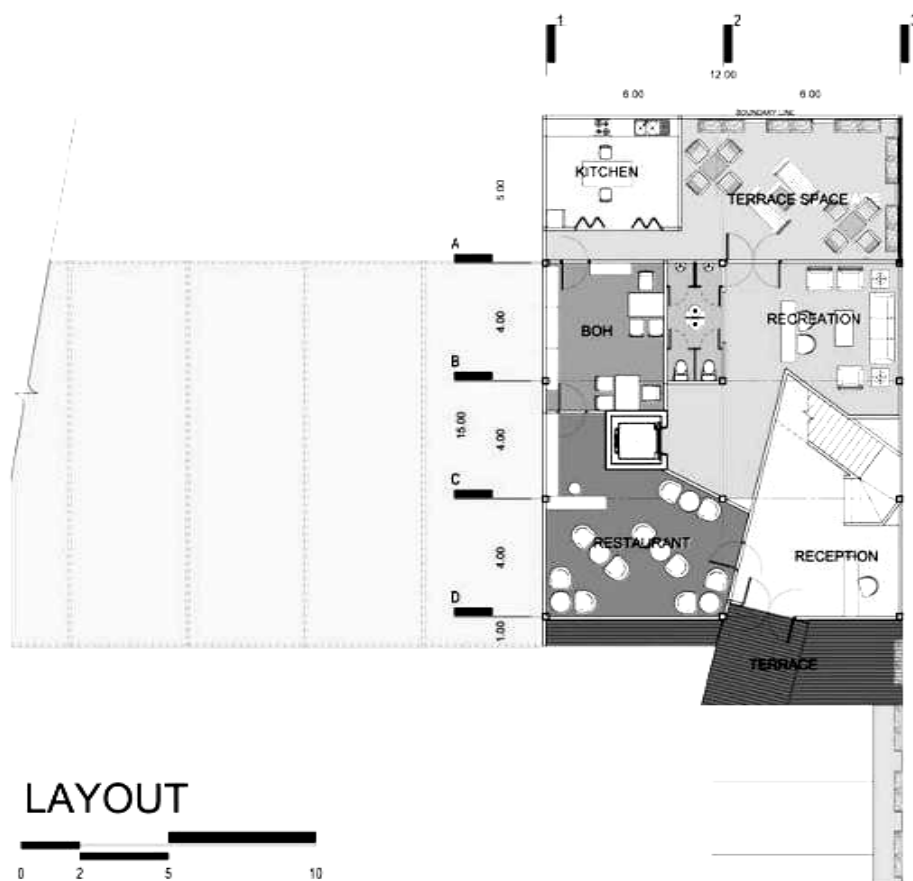 1
2
3
12.00
6.00
6.00
BOUNDARY LINE
5.00
KITCHEN
TERRACE SPACE
A
4.00
BOH
RECREATION
B
15.00
4.00
C
4.00
RESTAURANT
RECEPTION
D
1.00
TERRACE
LAYOUT
0
2
5
10